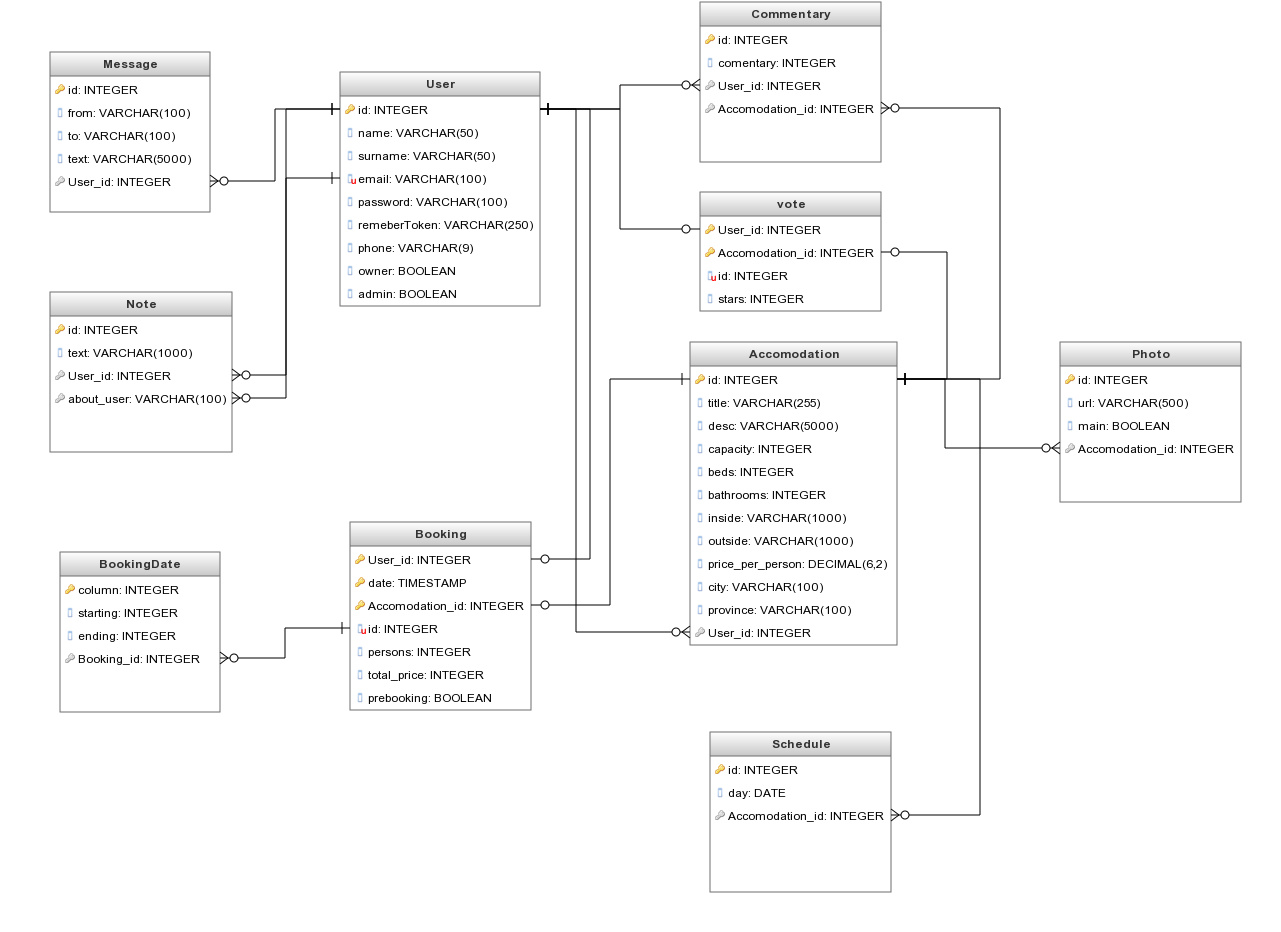 Message
id: INTEGER
from: VARCHAR(100)
to: VARCHAR(100)
text: VARCHAR(5000)
User_id: INTEGER
User
id: INTEGER
name: VARCHAR(50)
surname: VARCHAR(50)
email: VARCHAR(100)
password: VARCHAR(100)
remeberToken: VARCHAR(250)
phone: VARCHAR(9)
owner: BOOLEAN
admin: BOOLEAN
Commentary
id: INTEGER
comentary: INTEGER
User_id: INTEGER
Accomodation_id: INTEGER
vote
User_id: INTEGER
Accomodation_id: INTEGER
id: INTEGER
stars: INTEGER
Note
id: INTEGER
text: VARCHAR(1000)
User_id: INTEGER
about_user: VARCHAR(100)
Accomodation
id: INTEGER
title: VARCHAR(255)
desc: VARCHAR(5000)
capacity: INTEGER
beds: INTEGER
bathrooms: INTEGER
inside: VARCHAR(1000)
outside: VARCHAR(1000)
price_per_person: DECIMAL(6,2)
city: VARCHAR(100)
province: VARCHAR(100)
User_id: INTEGER
Photo
id: INTEGER
url: VARCHAR(500)
main: BOOLEAN
Accomodation_id: INTEGER
BookingDate
column: INTEGER
starting: INTEGER
ending: INTEGER
Booking_id: INTEGER
Booking
User_id: INTEGER
date: TIMESTAMP
Accomodation_id: INTEGER
id: INTEGER
persons: INTEGER
total_price: INTEGER
prebooking: BOOLEAN
Schedule
id: INTEGER
day: DATE
Accomodation_id: INTEGER